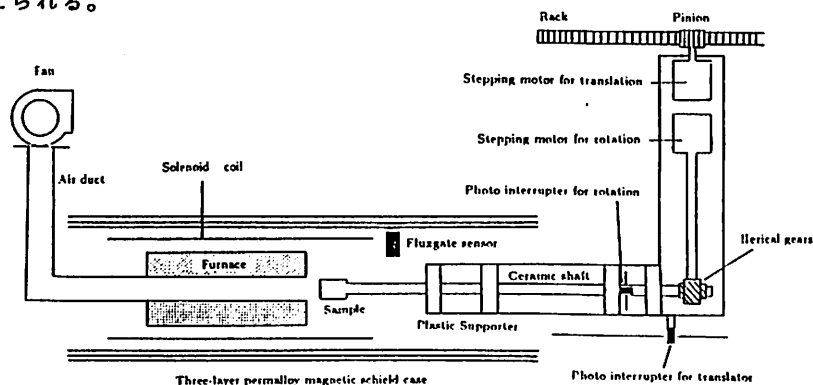 られる。
Rack
Pinion
Fan
Stepping motor for translation
Stepping motor for rotation
Solenoid coil
Air duct
Photo interrupter for rotation
Fluxgate sensor
Ilerical gears
Furnace
Ceramic shaft
Sample
Plastic Supporter
Three-layer permalloy magnetic schield case
Photo interrupter for translator